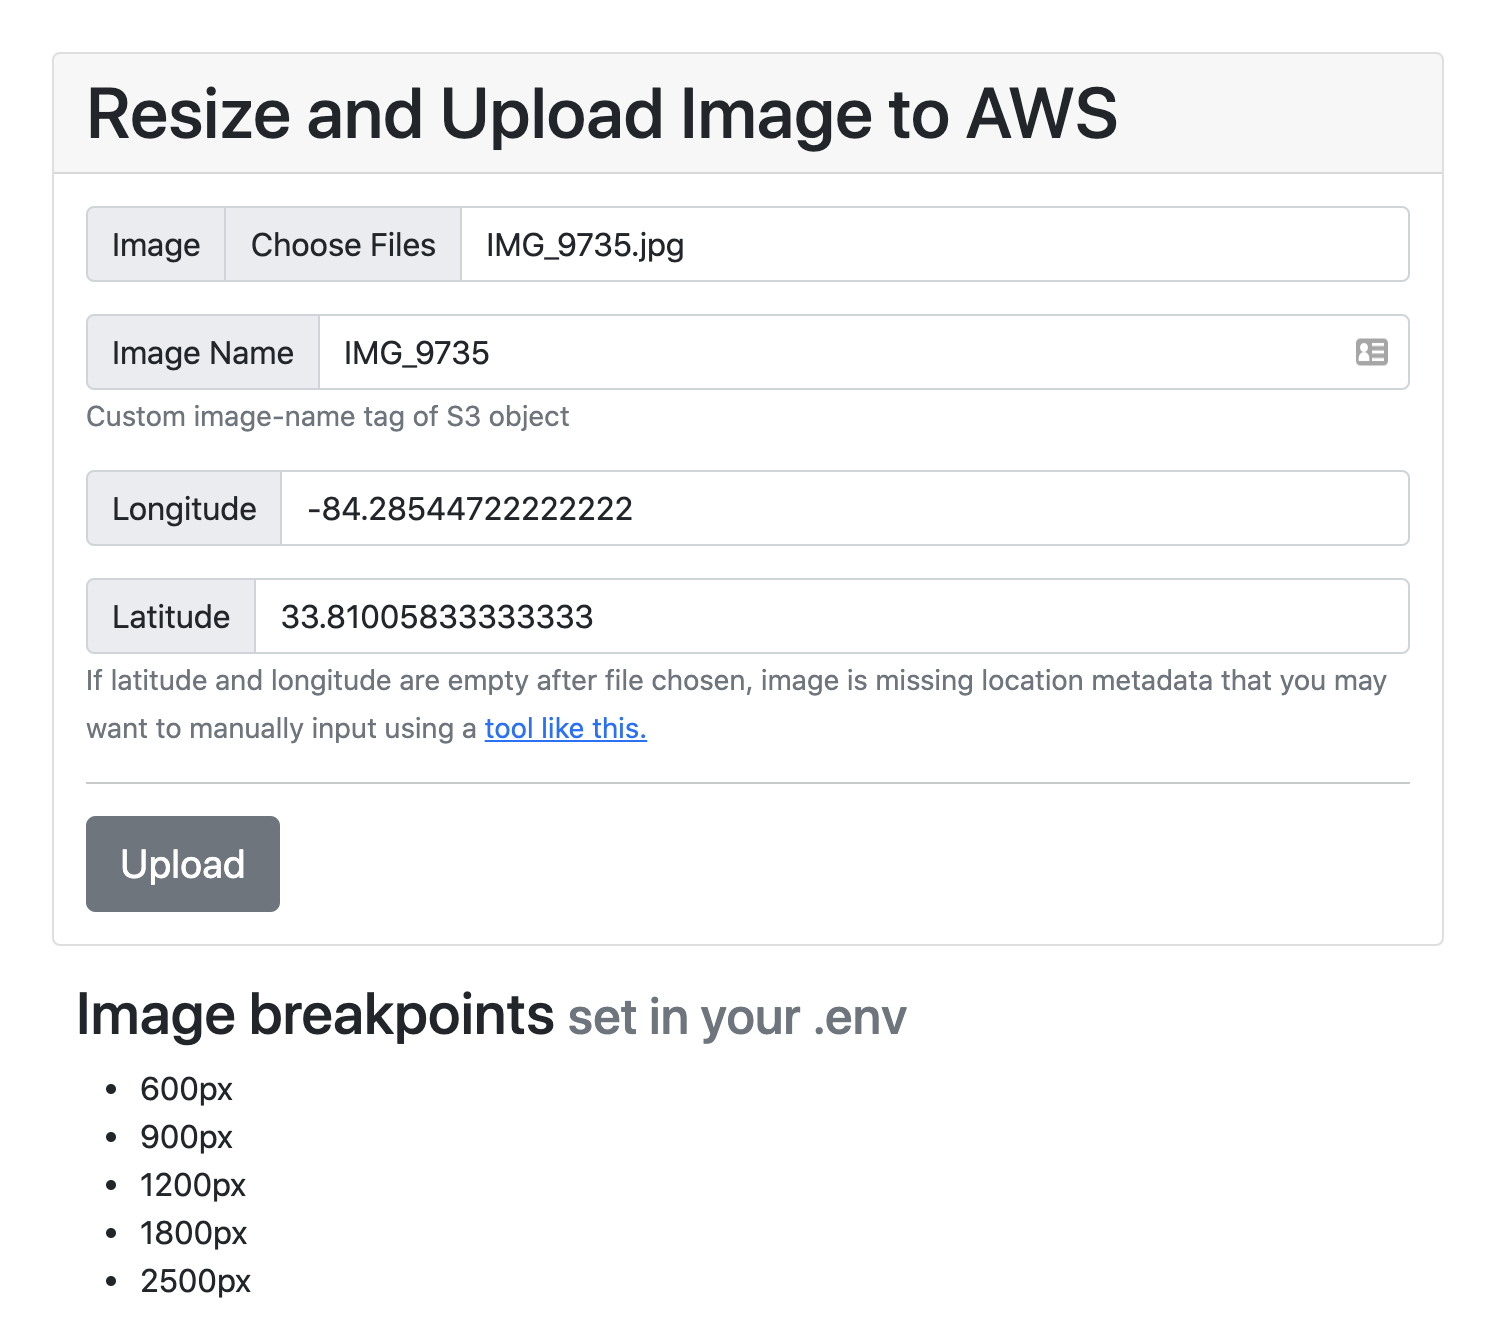 Resize and Upload Image to AWS
Image Choose Files IMG_9735.jpg
Image Name IMG_9735
Custom image-name tag of S3 object
Longitude -84.28544722222222
Latitude 33.81005833333333
If latitude and longitude are empty after file chosen, image is missing location metadata that you may
want to manually input using a tool like this.
Upload
Image breakpoints set in your .env
• 600px
• 900px
• 1200px
• 1800px
• 2500px